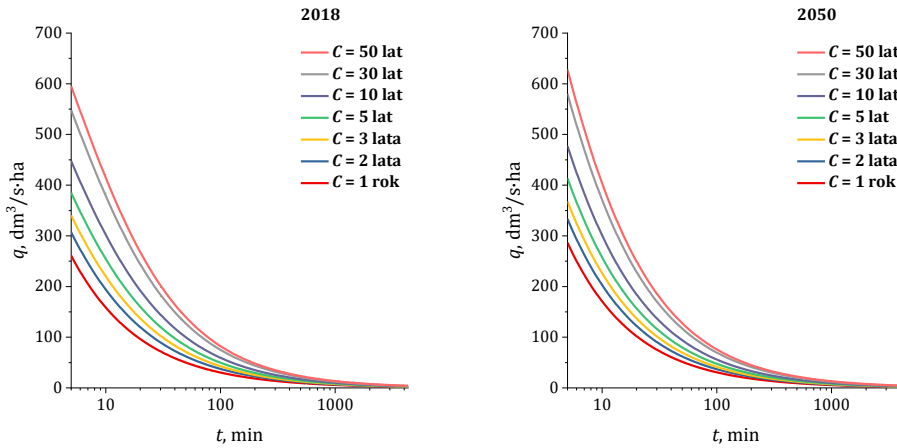 2018
700
600
500
400
300
200
100
0
q, dm³/s·ha
C = 50 lat
C = 30 lat
C = 10 lat
C = 5 lat
C = 3 lata
C = 2 lata
C = 1 rok
10 100 1000
t, min
2050
700
600
500
400
300
200
100
0
q, dm³/s·ha
C = 50 lat
C = 30 lat
C = 10 lat
C = 5 lat
C = 3 lata
C = 2 lata
C = 1 rok
10 100 1000
t, min